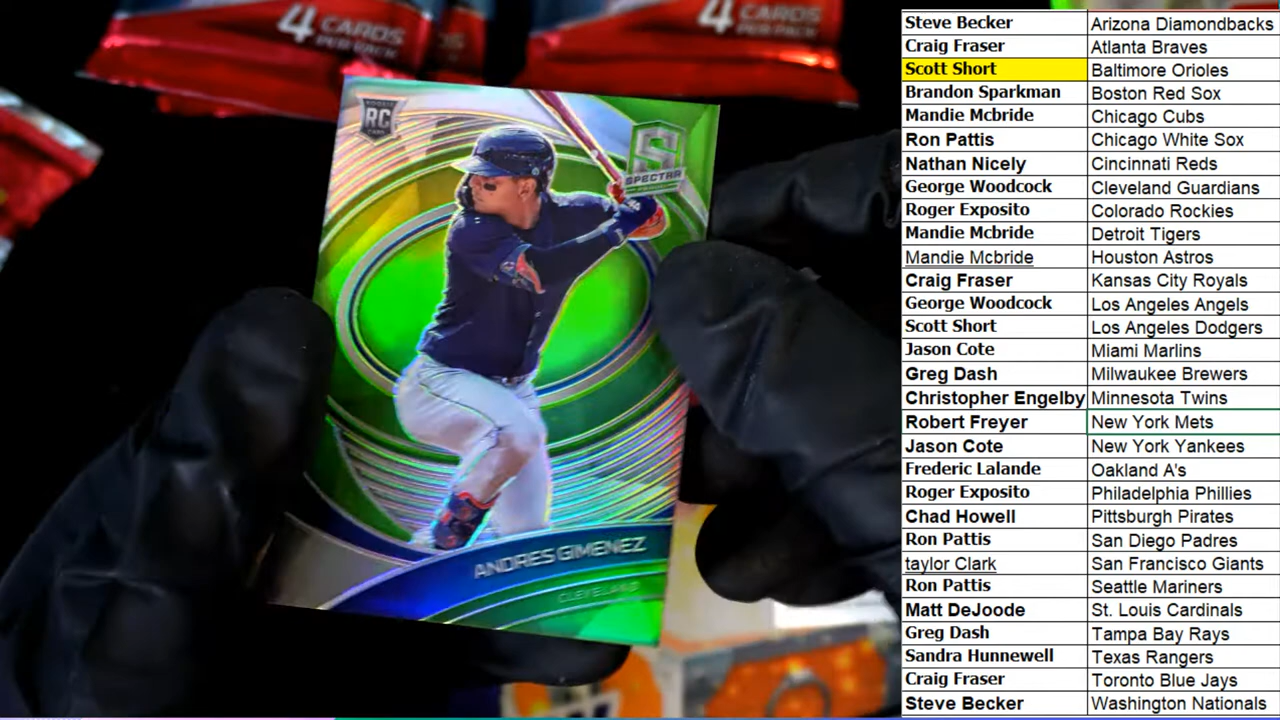 4 CARDS
PER PACK
4 CARDS
PER PACK
ROOKIE
RC
CARD
S
SPECTRA
ANDRES GIMENEZ
CLEVELAND
Steve Becker Arizona Diamondbacks
Craig Fraser Atlanta Braves
Scott Short Baltimore Orioles
Brandon Sparkman Boston Red Sox
Mandie Mcbride Chicago Cubs
Ron Pattis Chicago White Sox
Nathan Nicely Cincinnati Reds
George Woodcock Cleveland Guardians
Roger Exposito Colorado Rockies
Mandie Mcbride Detroit Tigers
Mandie Mcbride Houston Astros
Craig Fraser Kansas City Royals
George Woodcock Los Angeles Angels
Scott Short Los Angeles Dodgers
Jason Cote Miami Marlins
Greg Dash Milwaukee Brewers
Christopher Engelby Minnesota Twins
Robert Freyer New York Mets
Jason Cote New York Yankees
Frederic Lalande Oakland A's
Roger Exposito Philadelphia Phillies
Chad Howell Pittsburgh Pirates
Ron Pattis San Diego Padres
taylor Clark San Francisco Giants
Ron Pattis Seattle Mariners
Matt DeJoode St. Louis Cardinals
Greg Dash Tampa Bay Rays
Sandra Hunnewell Texas Rangers
Craig Fraser Toronto Blue Jays
Steve Becker Washington Nationals